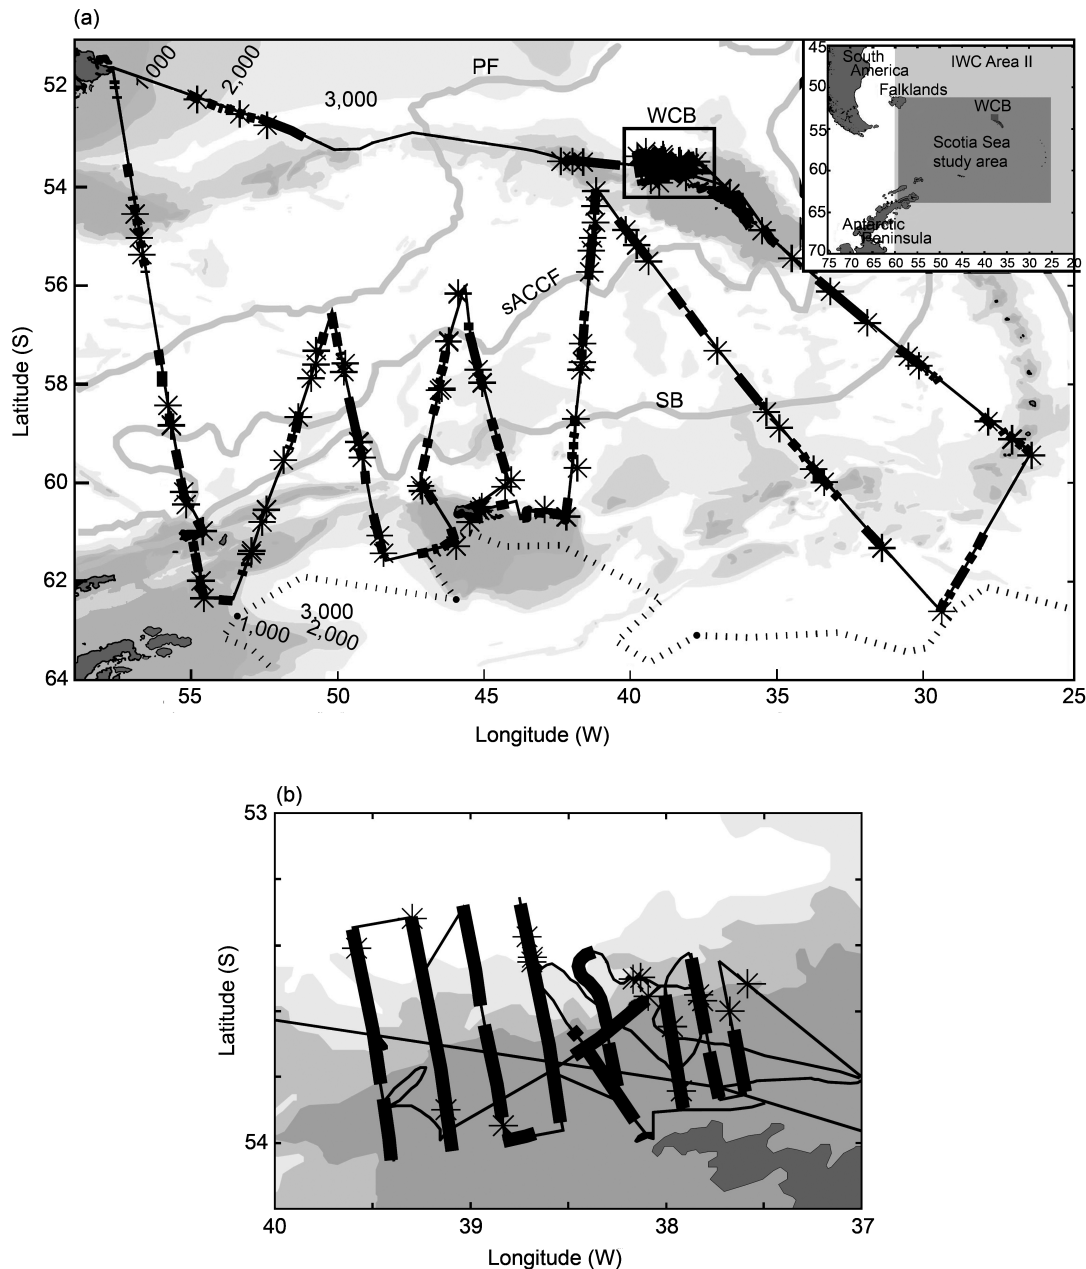 (a)
52
54
56
58
60
62
64
Latitude (S)
1,000
2,000
3,000
PF
WCB
sACCF
SB
3,000
1,000
2,000
55
50
45
40
35
30
25
Longitude (W)
45
50
55
60
65
70
South
America
IWC Area II
Falklands
WCB
Scotia Sea
study area
Antarctic
Peninsula
75 70 65 60 55 50 45 40 35 30 25 20
(b)
53
54
Latitude (S)
40
39
38
37
Longitude (W)